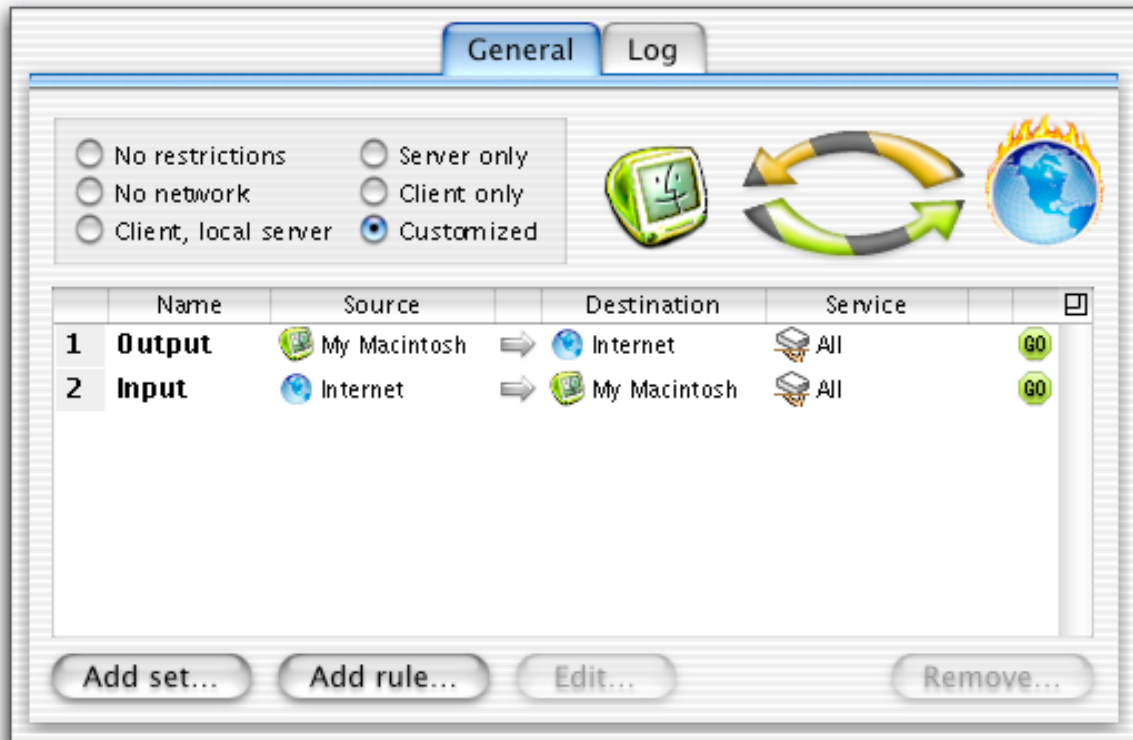 General Log
No restrictions Server only
No network Client only
Client, local server Customized
Name Source Destination Service
1 Output My Macintosh Internet All GO
2 Input Internet My Macintosh All GO
Add set... Add rule... Edit... Remove...